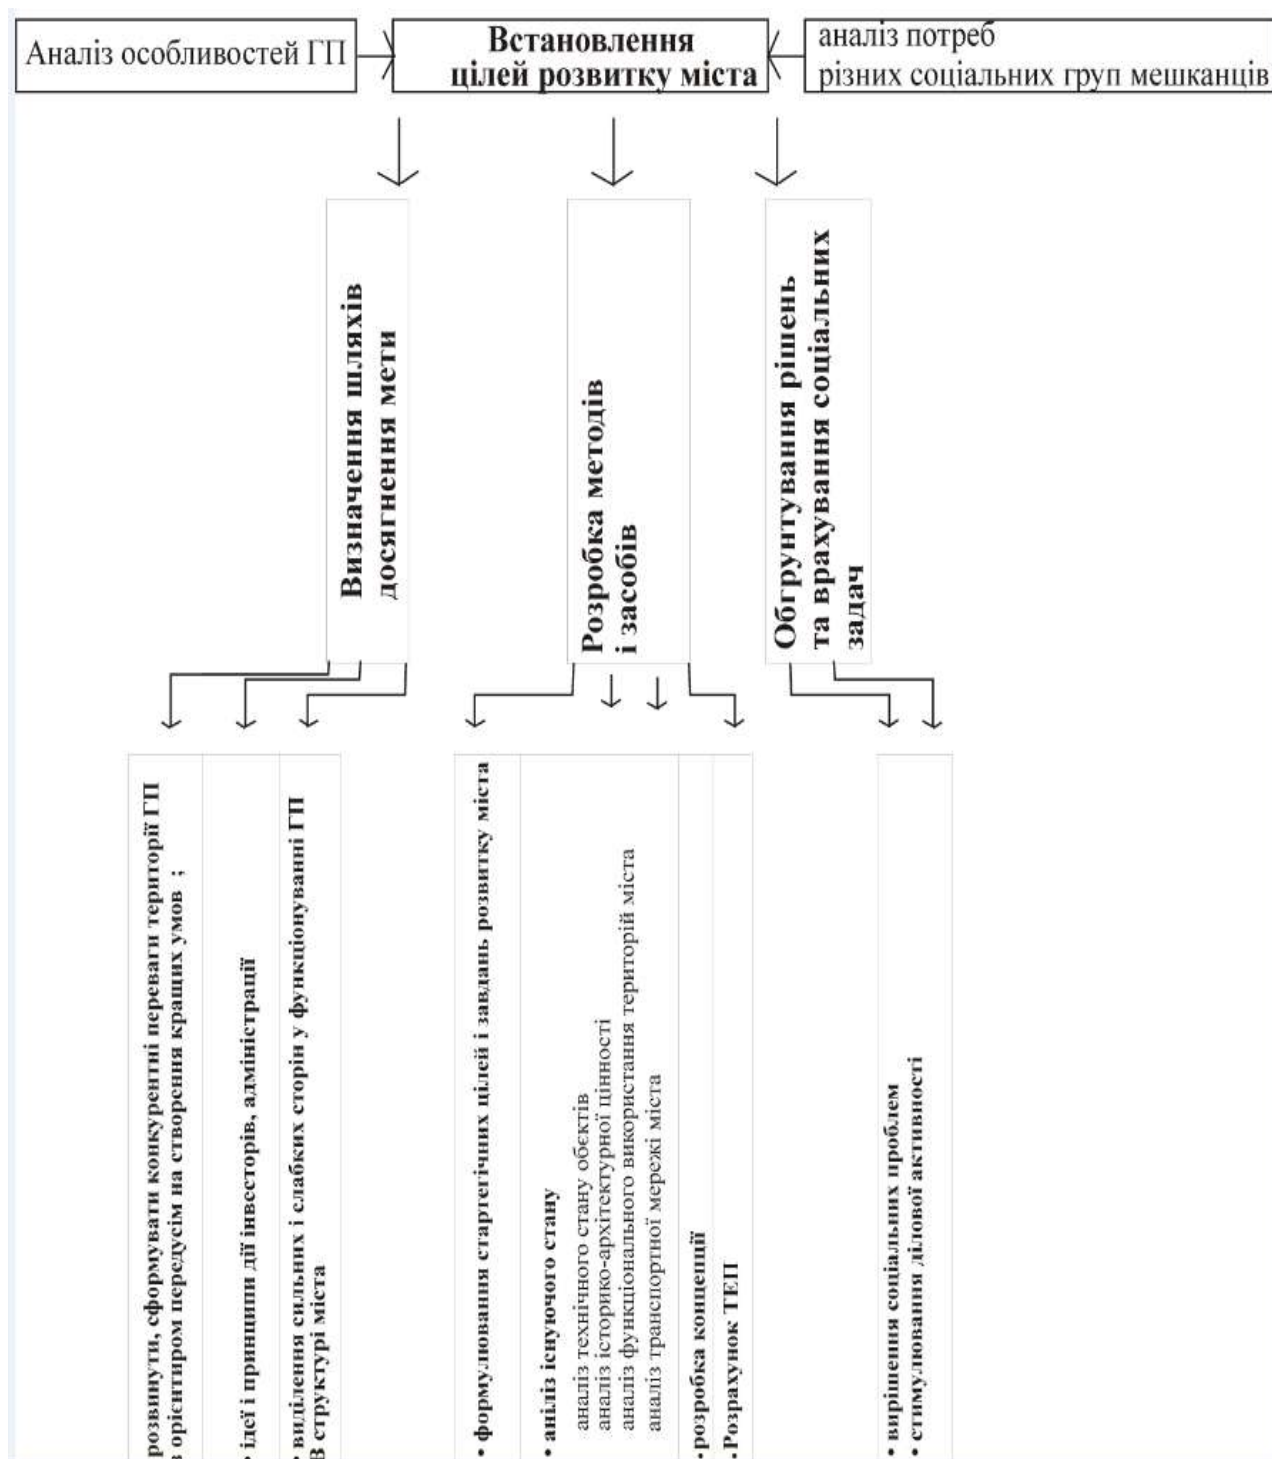 Аналіз особливостей ГП
Встановлення
цілей розвитку міста
аналіз потреб
різних соціальних груп мешканців
Визначення шляхів
досягнення мети
Розробка методів
і засобів
Обгрунтування рішень
та врахування соціальних
задач
розвинути, сформувати конкурентні переваги території ГП
з орієнтиром передусім на створення кращих умов ;
• ідеї і принципи дії інвесторів, адміністрації
• виділення сильних і слабких сторін у функціонуванні ГП
В структурі міста
• формулювання стартегічних цілей і завдань розвитку міста
• аніліз існуючого стану
аналіз технічного стану обєктів
аналіз історико-архітектурної цінності
аналіз функціонального використання територій міста
аналіз транспортної мережі міста
.розробка концепції
.Розрахунок ТЕП
• вирішення соціальних проблем
• стимулювання ділової активності